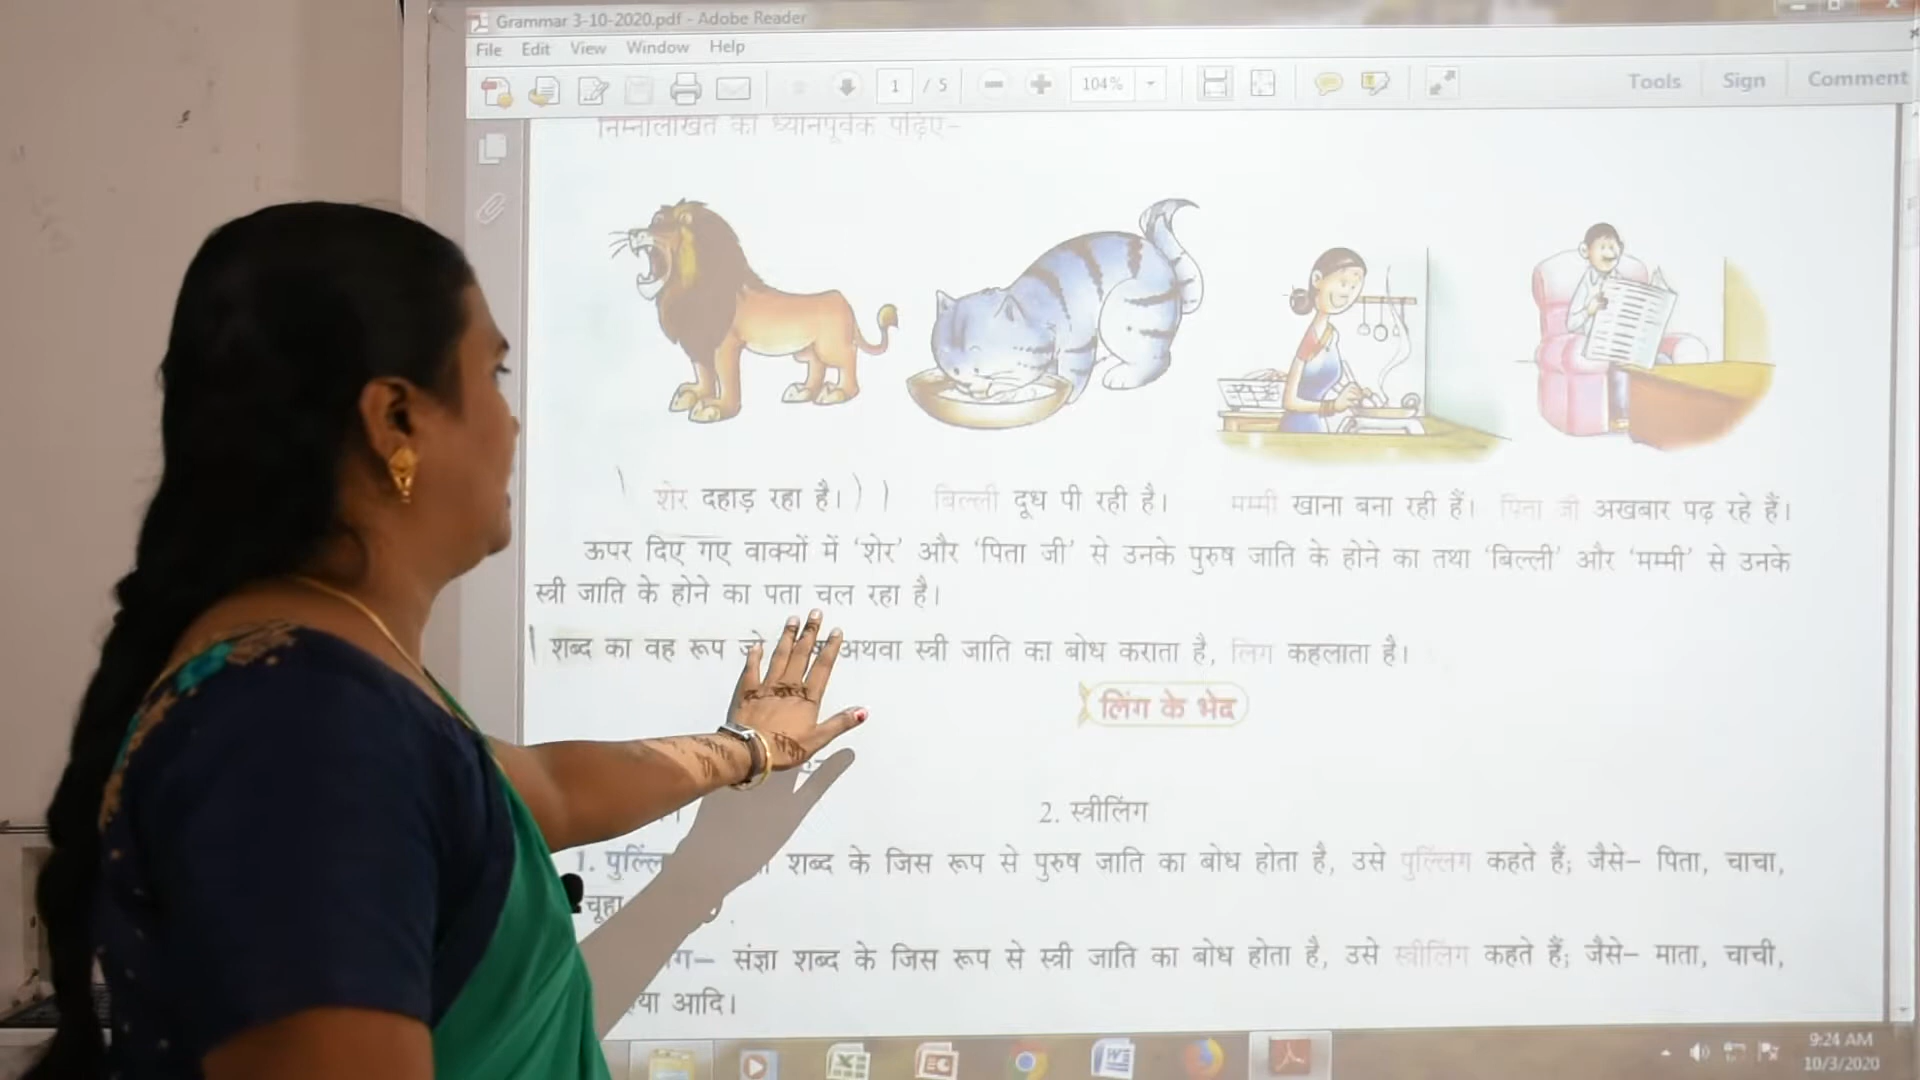 Grammar 3-10-2020.pdf - Adobe Reader
File Edit View Window Help
1 / 5 104% Tools Sign Comment
निम्नलिखित को ध्यानपूर्वक पढ़िए–
शेर दहाड़ रहा है। बिल्ली दूध पी रही है। मम्मी खाना बना रही हैं। पिता जी अखबार पढ़ रहे हैं।
ऊपर दिए गए वाक्यों में 'शेर' और 'पिता जी' से उनके पुरुष जाति के होने का तथा 'बिल्ली' और 'मम्मी' से उनके
स्त्री जाति के होने का पता चल रहा है।
शब्द का वह रूप जो अथवा स्त्री जाति का बोध कराता है, लिंग कहलाता है।
लिंग के भेद
2. स्त्रीलिंग
1. शब्द के जिस रूप से पुरुष जाति का बोध होता है, उसे पुल्लिंग कहते हैं; जैसे– पिता, चाचा,
चूहा
संज्ञा शब्द के जिस रूप से स्त्री जाति का बोध होता है, उसे स्त्रीलिंग कहते हैं; जैसे– माता, चाची,
आदि।
9:24 AM
10/3/2020